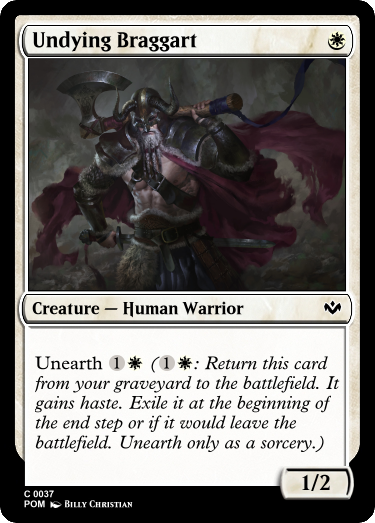 Undying Braggart
Creature — Human Warrior
Unearth 1 (1: Return this card
from your graveyard to the battlefield. It
gains haste. Exile it at the beginning of
the end step or if it would leave the
battlefield. Unearth only as a sorcery.)
1/2
C 0037
POM Billy Christian